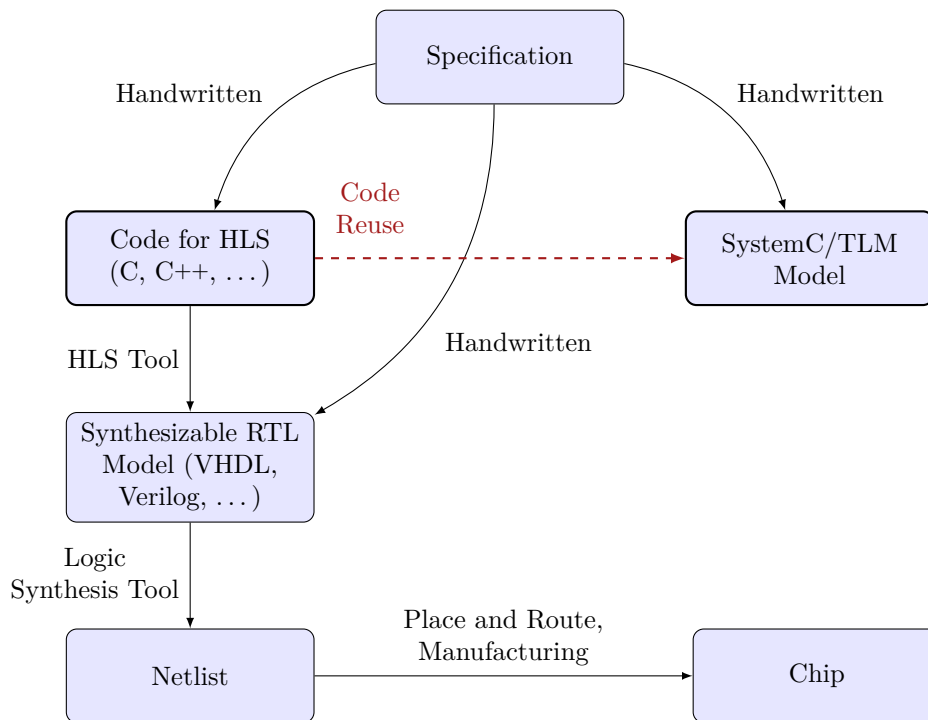 Specification
Handwritten
Handwritten
Code
Reuse
Code for HLS
(C, C++, . . . )
SystemC/TLM
Model
Handwritten
HLS Tool
Synthesizable RTL
Model (VHDL,
Verilog, . . . )
Logic
Synthesis Tool
Place and Route,
Manufacturing
Netlist
Chip